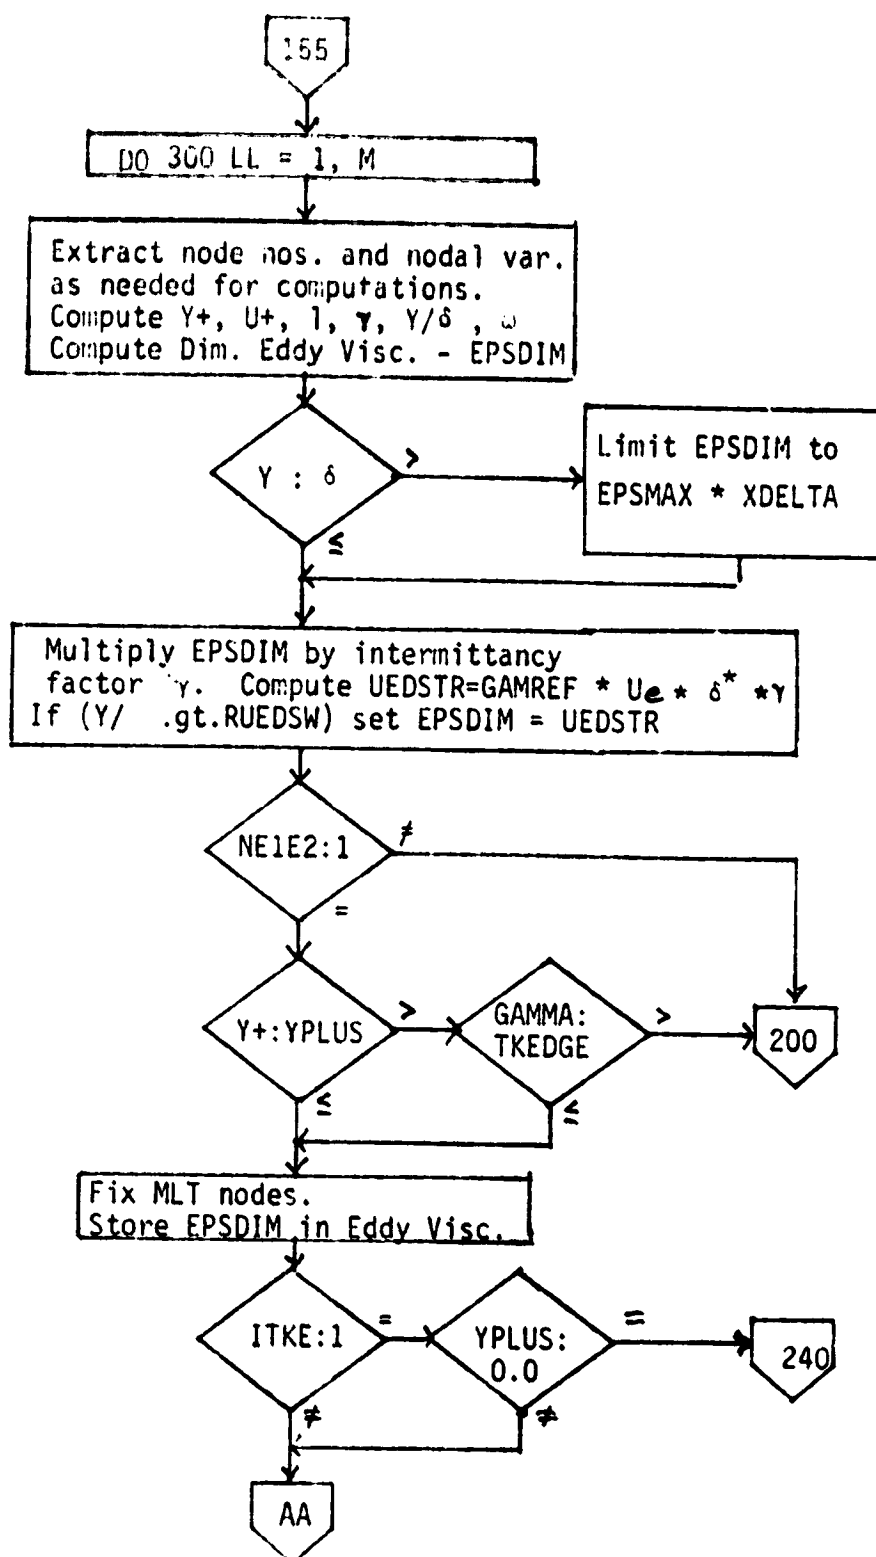 155
DO 300 LL = 1, M
Extract node nos. and nodal var.
as needed for computations.
Compute Y+, U+, l, γ, Y/δ , ω
Compute Dim. Eddy Visc. - EPSDIM
Y : δ
>
≤
Limit EPSDIM to
EPSMAX * XDELTA
Multiply EPSDIM by intermittancy
factor γ. Compute UEDSTR=GAMREF * Ue * δ* *γ
If (Y/ .gt.RUEDSW) set EPSDIM = UEDSTR
NE1E2:1
≠
=
Y+:YPLUS
>
≤
GAMMA:
TKEDGE
>
≤
200
Fix MLT nodes.
Store EPSDIM in Eddy Visc.
ITKE:1
=
≠
YPLUS:
0.0
=
≠
240
AA